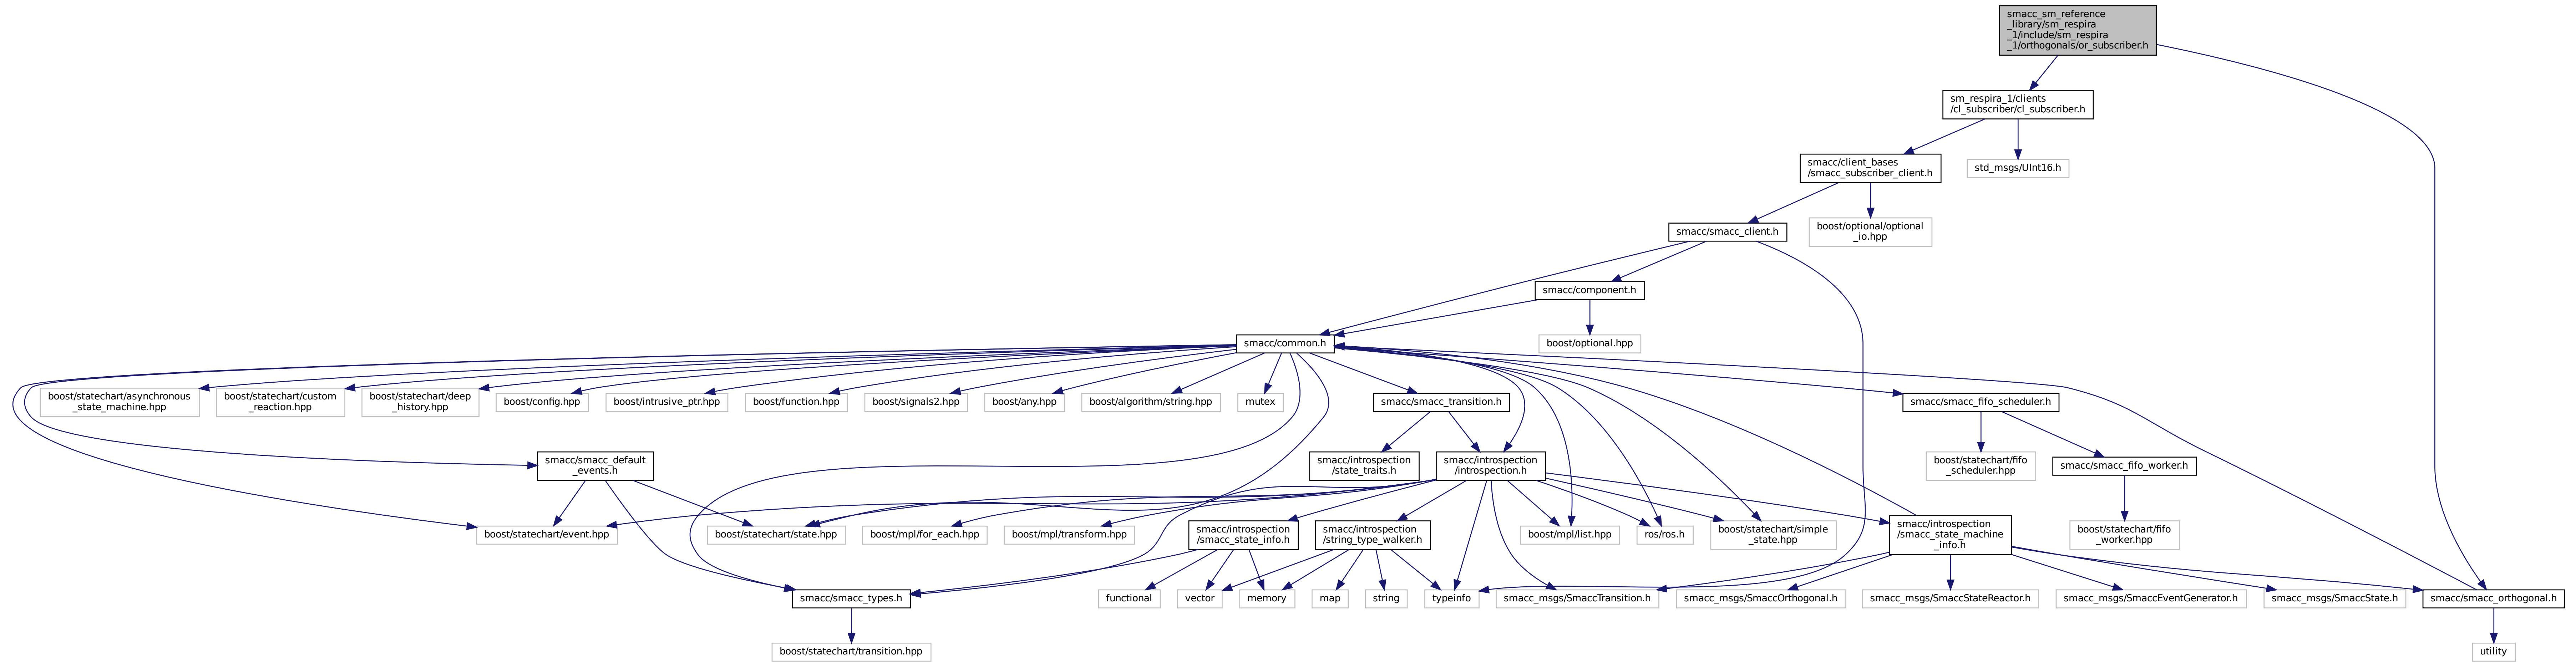 smacc_sm_reference
_library/sm_respira
_1/include/sm_respira
_1/orthogonals/or_subscriber.h
sm_respira_1/clients
/cl_subscriber/cl_subscriber.h
smacc/client_bases
/smacc_subscriber_client.h
std_msgs/UInt16.h
smacc/smacc_client.h
boost/optional/optional
_io.hpp
smacc/component.h
smacc/common.h
boost/optional.hpp
boost/statechart/asynchronous
_state_machine.hpp
boost/statechart/custom
_reaction.hpp
boost/statechart/deep
_history.hpp
boost/config.hpp
boost/intrusive_ptr.hpp
boost/function.hpp
boost/signals2.hpp
boost/any.hpp
boost/algorithm/string.hpp
mutex
smacc/smacc_transition.h
smacc/smacc_fifo_scheduler.h
smacc/smacc_default
_events.h
smacc/introspection
/state_traits.h
smacc/introspection
/introspection.h
boost/statechart/fifo
_scheduler.hpp
smacc/smacc_fifo_worker.h
boost/statechart/event.hpp
boost/statechart/state.hpp
boost/mpl/for_each.hpp
boost/mpl/transform.hpp
smacc/introspection
/smacc_state_info.h
smacc/introspection
/string_type_walker.h
boost/mpl/list.hpp
ros/ros.h
boost/statechart/simple
_state.hpp
smacc/introspection
/smacc_state_machine
_info.h
boost/statechart/fifo
_worker.hpp
smacc/smacc_types.h
functional
vector
memory
map
string
typeinfo
smacc_msgs/SmaccTransition.h
smacc_msgs/SmaccOrthogonal.h
smacc_msgs/SmaccStateReactor.h
smacc_msgs/SmaccEventGenerator.h
smacc_msgs/SmaccState.h
smacc/smacc_orthogonal.h
boost/statechart/transition.hpp
utility